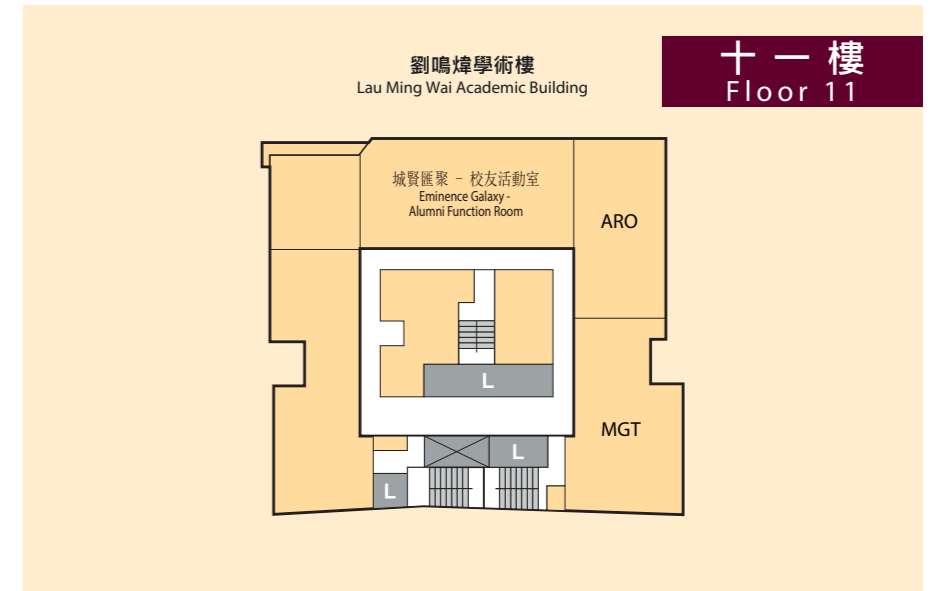 劉鳴煒學術樓
Lau Ming Wai Academic Building
十一樓
Floor 11
城賢匯聚 - 校友活動室
Eminence Galaxy -
Alumni Function Room
ARO
L
MGT
L
L